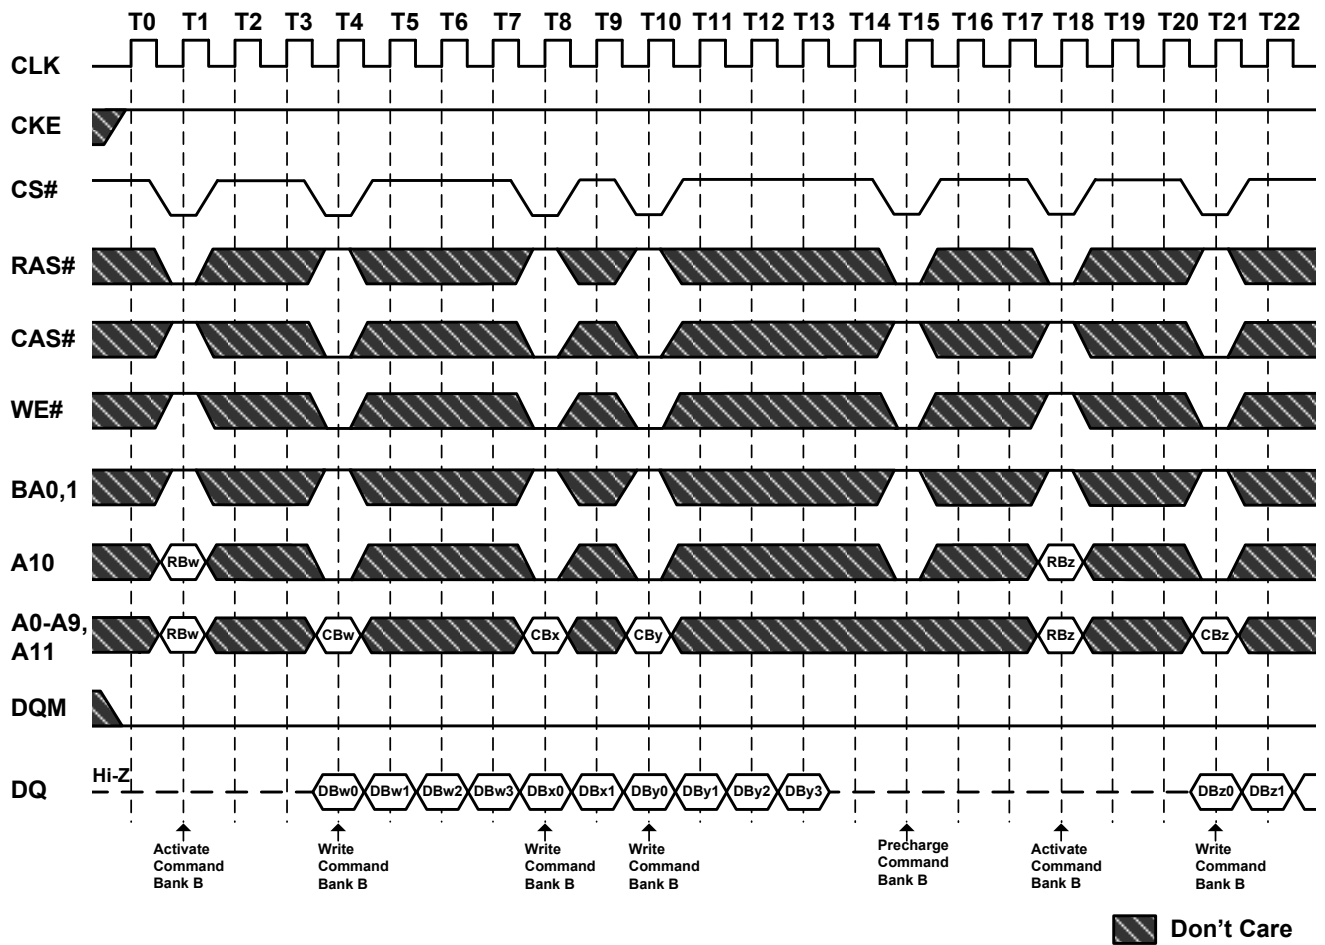 T0 T1 T2 T3 T4 T5 T6 T7 T8 T9 T10 T11 T12 T13 T14 T15 T16 T17 T18 T19 T20 T21 T22
CLK
CKE
CS#
RAS#
CAS#
WE#
BA0,1
A10 RBw RBz
A0-A9,
A11 RBw CBw CBx CBy RBz CBz
DQM
Hi-Z
DQ DBw0 DBw1 DBw2 DBw3 DBx0 DBx1 DBy0 DBy1 DBy2 DBy3 DBz0 DBz1
Activate Write Write Write Precharge Activate Write
Command Command Command Command Command Command Command
Bank B Bank B Bank B Bank B Bank B Bank B Bank B
Don't Care